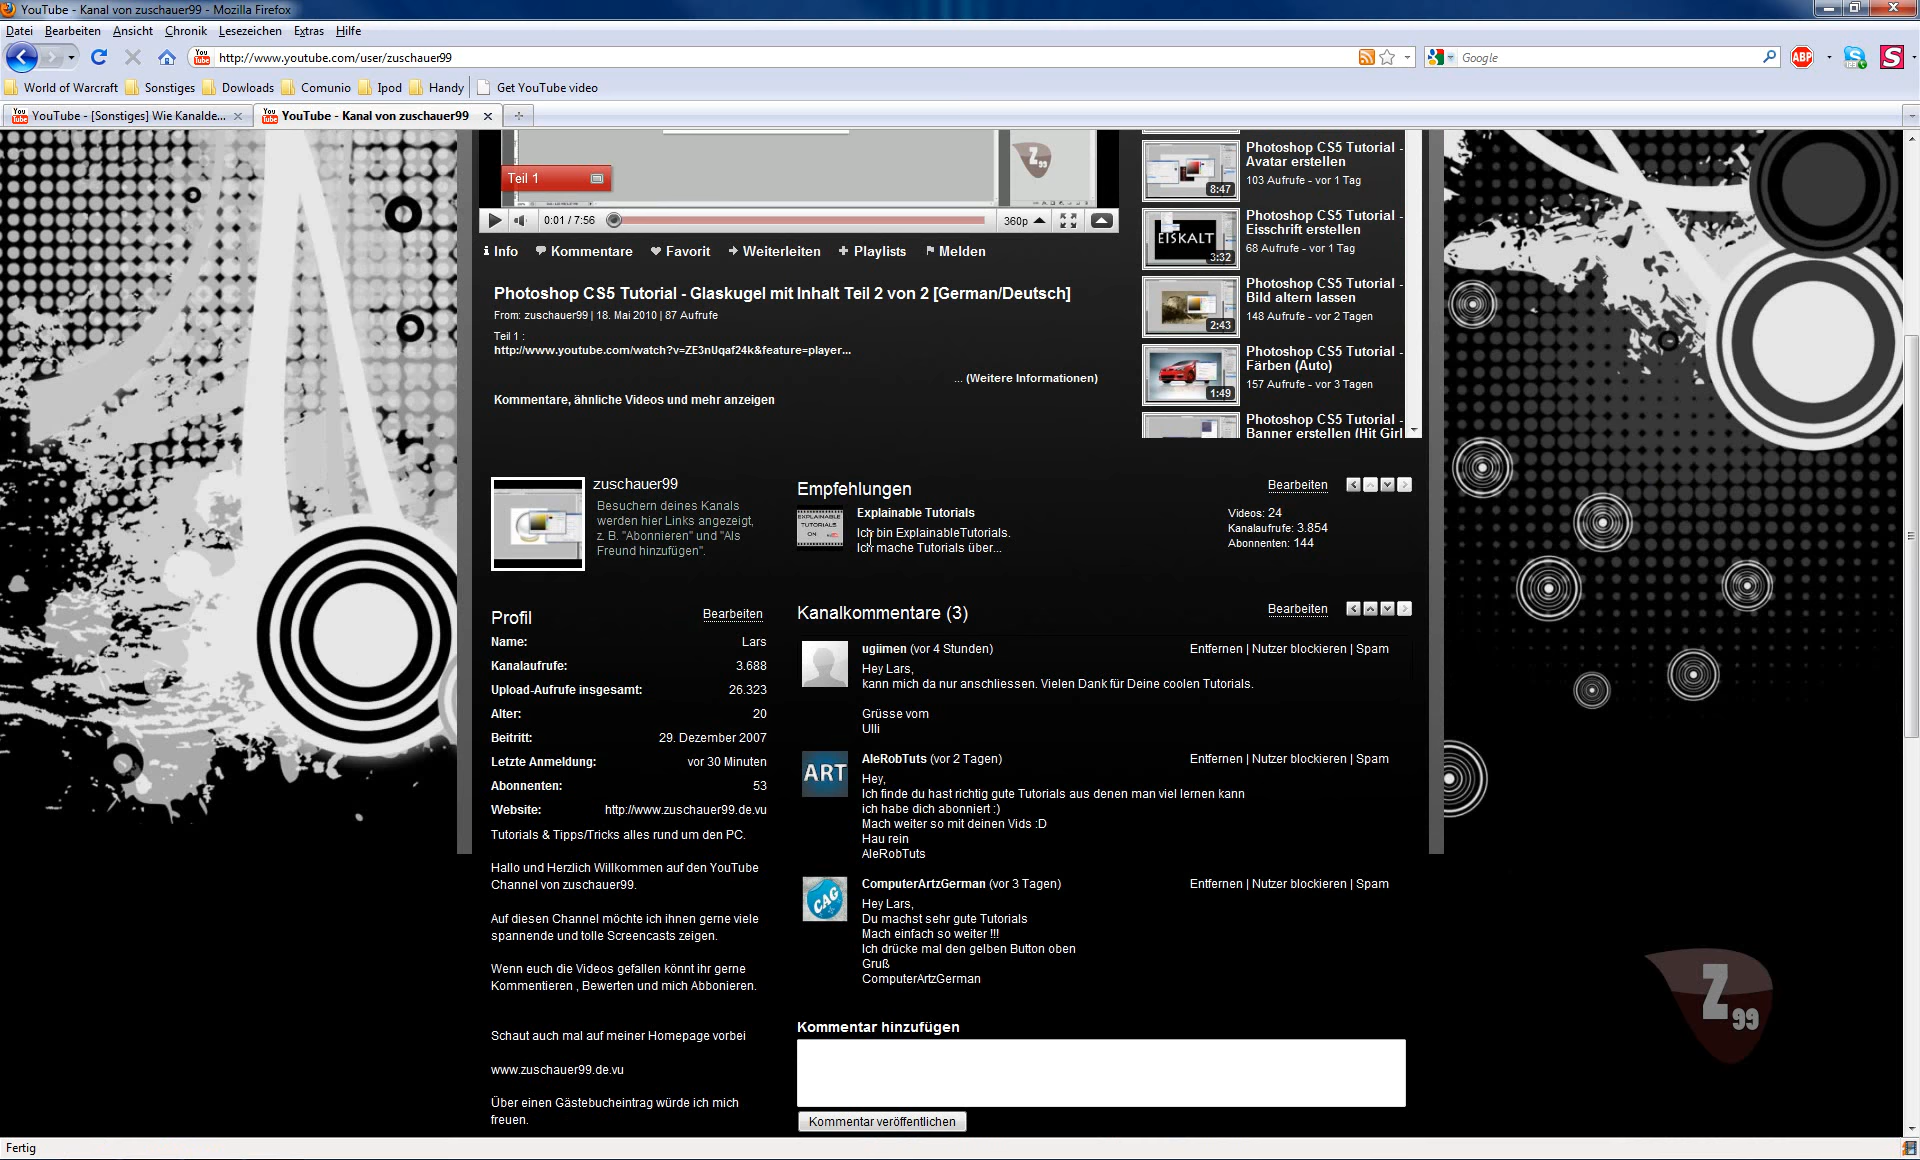 YouTube - Kanal von zuschauer99 - Mozilla Firefox
Datei Bearbeiten Ansicht Chronik Lesezeichen Extras Hilfe
You Tube http://www.youtube.com/user/zuschauer99 Google ABP S
World of Warcraft Sonstiges Dowloads Comunio Ipod Handy Get YouTube video
You Tube YouTube - [Sonstiges] Wie Kanalde... You Tube YouTube - Kanal von zuschauer99
Teil 1
Z 99
0:01 / 7:56 360p
Info Kommentare Favorit Weiterleiten Playlists Melden
Photoshop CS5 Tutorial - Glaskugel mit Inhalt Teil 2 von 2 [German/Deutsch]
From: zuschauer99 | 18. Mai 2010 | 87 Aufrufe
Teil 1 :
http://www.youtube.com/watch?v=ZE3nUqaf24k&feature=player...
... (Weitere Informationen)
Kommentare, ähnliche Videos und mehr anzeigen
Photoshop CS5 Tutorial -
Avatar erstellen
103 Aufrufe - vor 1 Tag
8:47
Photoshop CS5 Tutorial -
Eisschrift erstellen
68 Aufrufe - vor 1 Tag
EISKALT
3:32
Photoshop CS5 Tutorial -
Bild altern lassen
148 Aufrufe - vor 2 Tagen
2:43
Photoshop CS5 Tutorial -
Färben (Auto)
157 Aufrufe - vor 3 Tagen
1:49
Photoshop CS5 Tutorial -
Banner erstellen (Hit Girl
zuschauer99
Besuchern deines Kanals
werden hier Links angezeigt,
z. B. "Abonnieren" und "Als
Freund hinzufügen".
Profil Bearbeiten
Name: Lars
Kanalaufrufe: 3.688
Upload-Aufrufe insgesamt: 26.323
Alter: 20
Beitritt: 29. Dezember 2007
Letzte Anmeldung: vor 30 Minuten
Abonnenten: 53
Website: http://www.zuschauer99.de.vu
Tutorials & Tipps/Tricks alles rund um den PC.
Hallo und Herzlich Willkommen auf den YouTube
Channel von zuschauer99.
Auf diesen Channel möchte ich ihnen gerne viele
spannende und tolle Screencasts zeigen.
Wenn euch die Videos gefallen könnt ihr gerne
Kommentieren , Bewerten und mich Abbonieren.
Schaut auch mal auf meiner Homepage vorbei
www.zuschauer99.de.vu
Über einen Gästebucheintrag würde ich mich
freuen.
Empfehlungen Bearbeiten
EXPLAINABLE
TUTORIALS
ON
Explainable Tutorials
Ich bin ExplainableTutorials.
Ich mache Tutorials über...
Videos: 24
Kanalaufrufe: 3.854
Abonnenten: 144
Kanalkommentare (3) Bearbeiten
ugiimen (vor 4 Stunden) Entfernen | Nutzer blockieren | Spam
Hey Lars,
kann mich da nur anschliessen. Vielen Dank für Deine coolen Tutorials.
Grüsse vom
Ulli
ART
AleRobTuts (vor 2 Tagen) Entfernen | Nutzer blockieren | Spam
Hey,
Ich finde du hast richtig gute Tutorials aus denen man viel lernen kann
ich habe dich abonniert :)
Mach weiter so mit deinen Vids :D
Hau rein
AleRobTuts
CAG
ComputerArtzGerman (vor 3 Tagen) Entfernen | Nutzer blockieren | Spam
Hey Lars,
Du machst sehr gute Tutorials
Mach einfach so weiter !!!
Ich drücke mal den gelben Button oben
Gruß
ComputerArtzGerman
Kommentar hinzufügen
Kommentar veröffentlichen
Z 99
Fertig